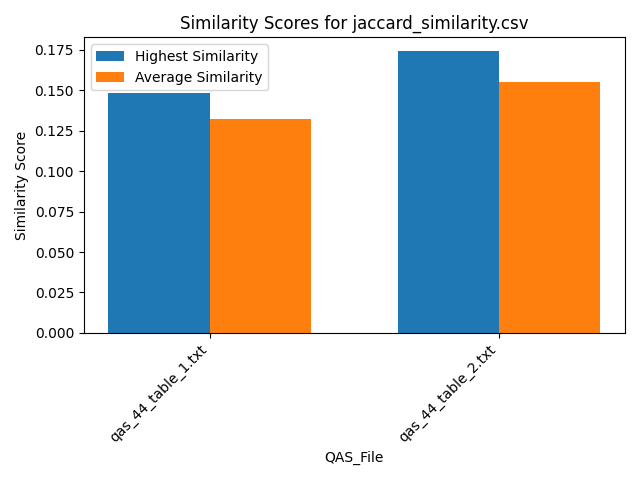 Similarity Scores for jaccard_similarity.csv
Highest Similarity
Average Similarity
Similarity Score
0.175
0.150
0.125
0.100
0.075
0.050
0.025
0.000
qas_44_table_1.txt
qas_44_table_2.txt
QAS_File